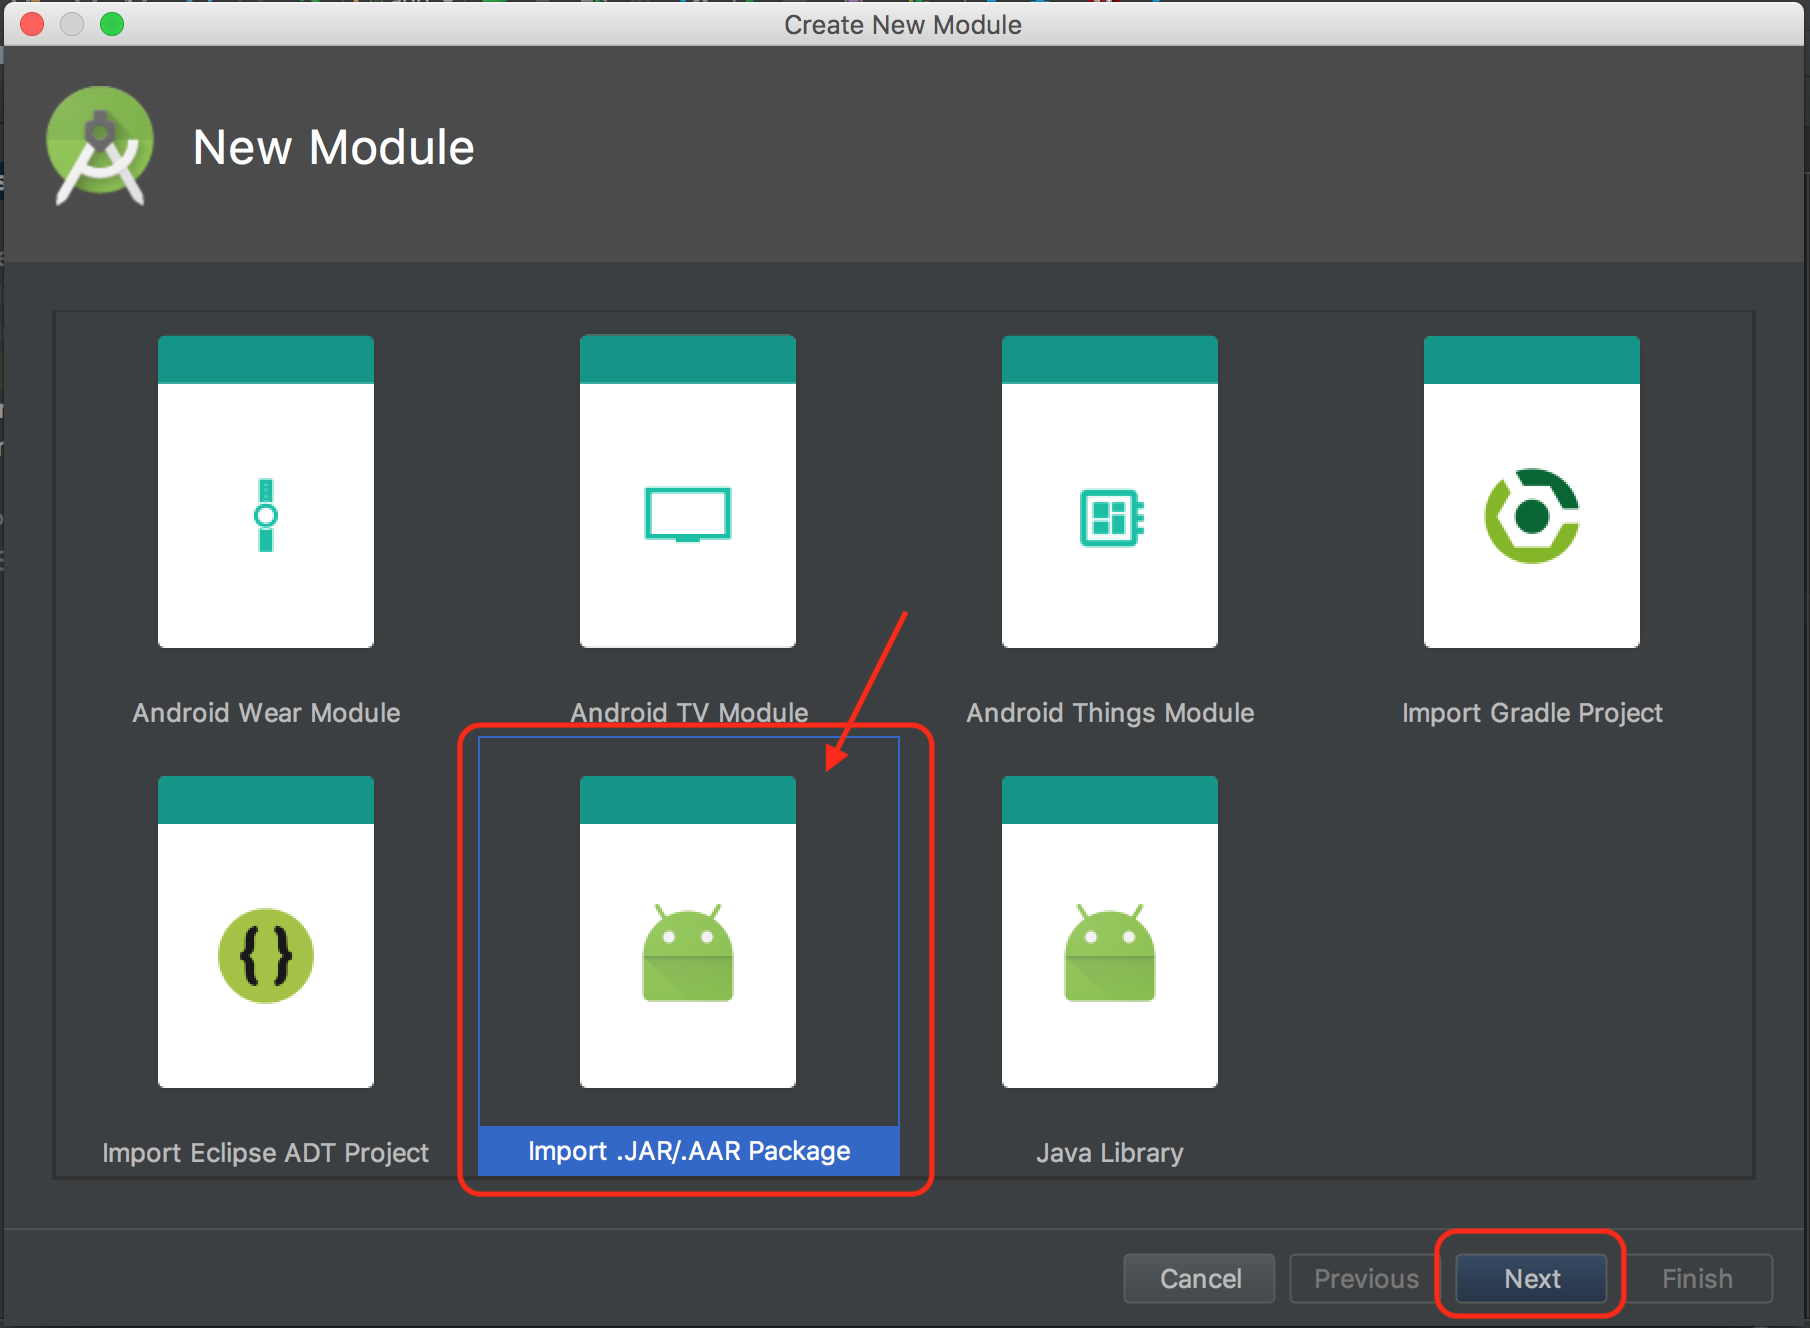 Create New Module
New Module
Android Wear Module
Android TV Module
Android Things Module
Import Gradle Project
Import Eclipse ADT Project
Import .JAR/.AAR Package
Java Library
Cancel
Previous
Next
Finish